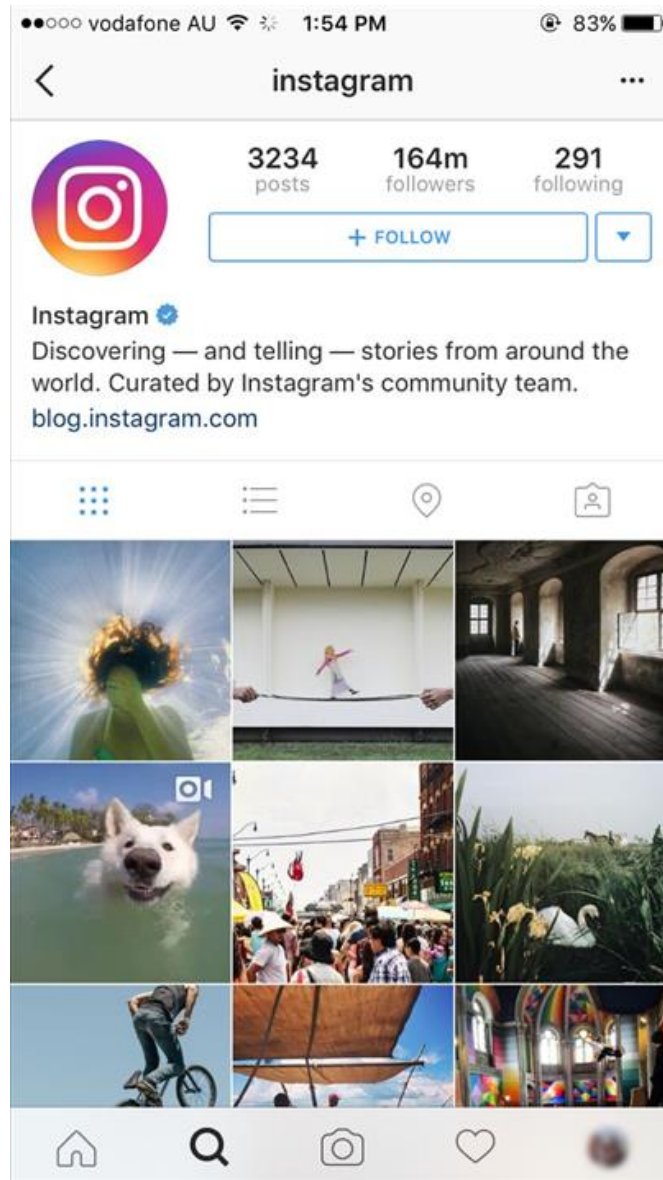 vodafone AU 1:54 PM 83%
instagram
3234 164m 291
posts followers following
+ FOLLOW
Instagram
Discovering — and telling — stories from around the
world. Curated by Instagram's community team.
blog.instagram.com